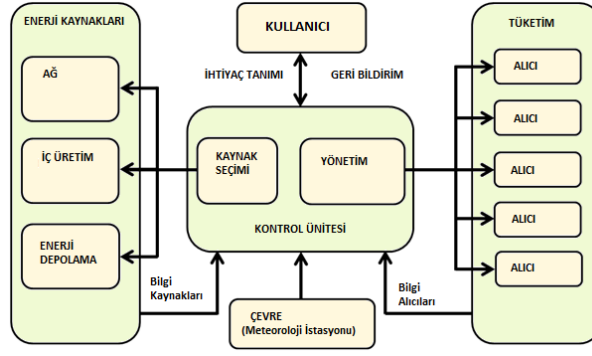 ENERJİ KAYNAKLARI
AĞ
İÇ ÜRETİM
ENERJİ
DEPOLAMA
KULLANICI
İHTİYAÇ TANIMI
GERİ BİLDİRİM
KAYNAK
SEÇİMİ
YÖNETİM
KONTROL ÜNİTESİ
Bilgi
Kaynakları
ÇEVRE
(Meteoroloji İstasyonu)
Bilgi
Alıcıları
TÜKETİM
ALICI
ALICI
ALICI
ALICI
ALICI